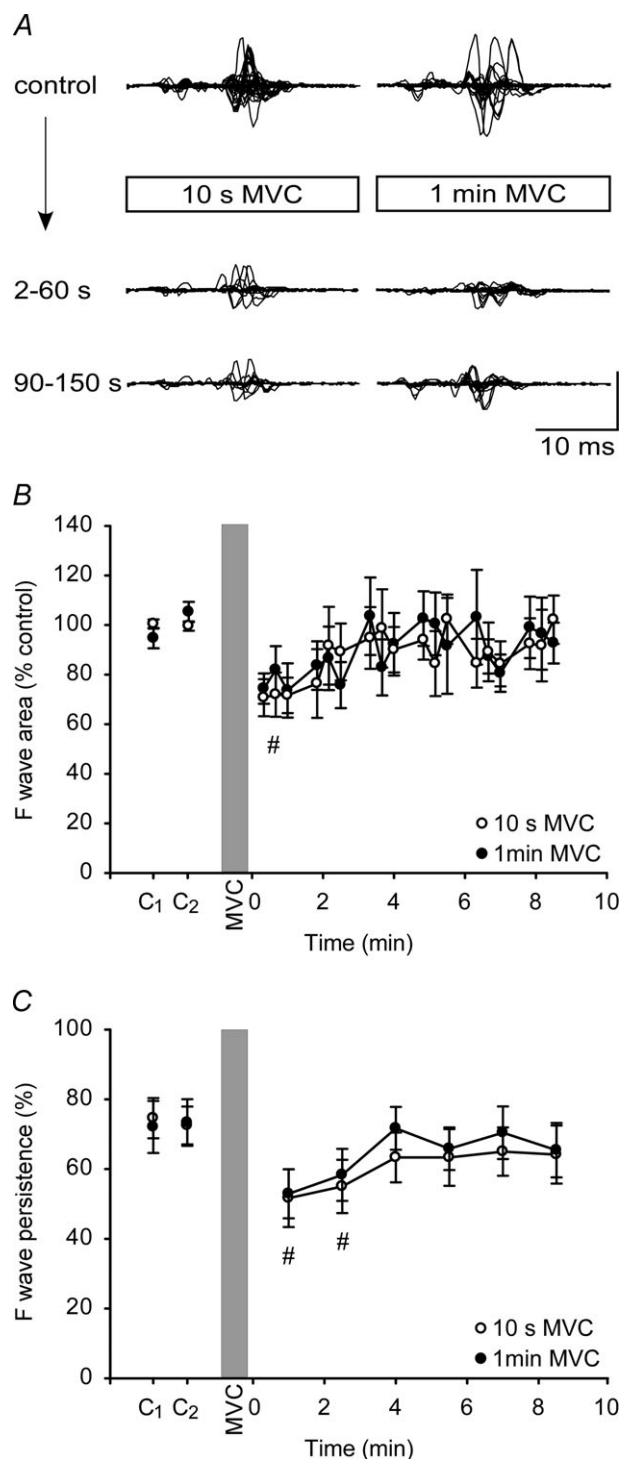 A
control
10 s MVC
1 min MVC
2-60 s
90-150 s
10 ms
B
140
120
100
80
60
40
20
0
F wave area (% control)
#
10 s MVC
1min MVC
C1 C2 MVC 0 2 4 6 8 10
Time (min)
C
100
80
60
40
20
0
F wave persistence (%)
# #
10 s MVC
1min MVC
C1 C2 MVC 0 2 4 6 8 10
Time (min)